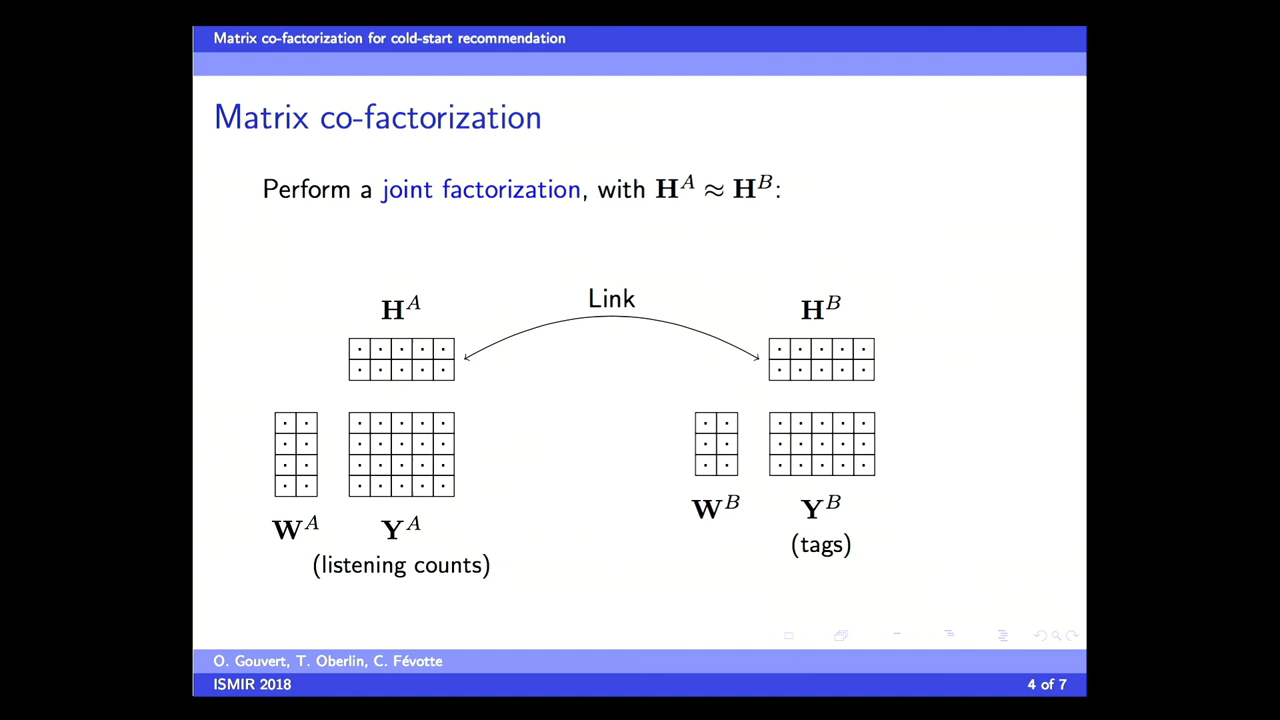 Matrix co-factorization for cold-start recommendation
Matrix co-factorization
Perform a joint factorization, with H^A ≈ H^B:
Link
H^A
H^B
W^A
Y^A
(listening counts)
W^B
Y^B
(tags)
O. Gouvert, T. Oberlin, C. Févotte
ISMIR 2018
4 of 7